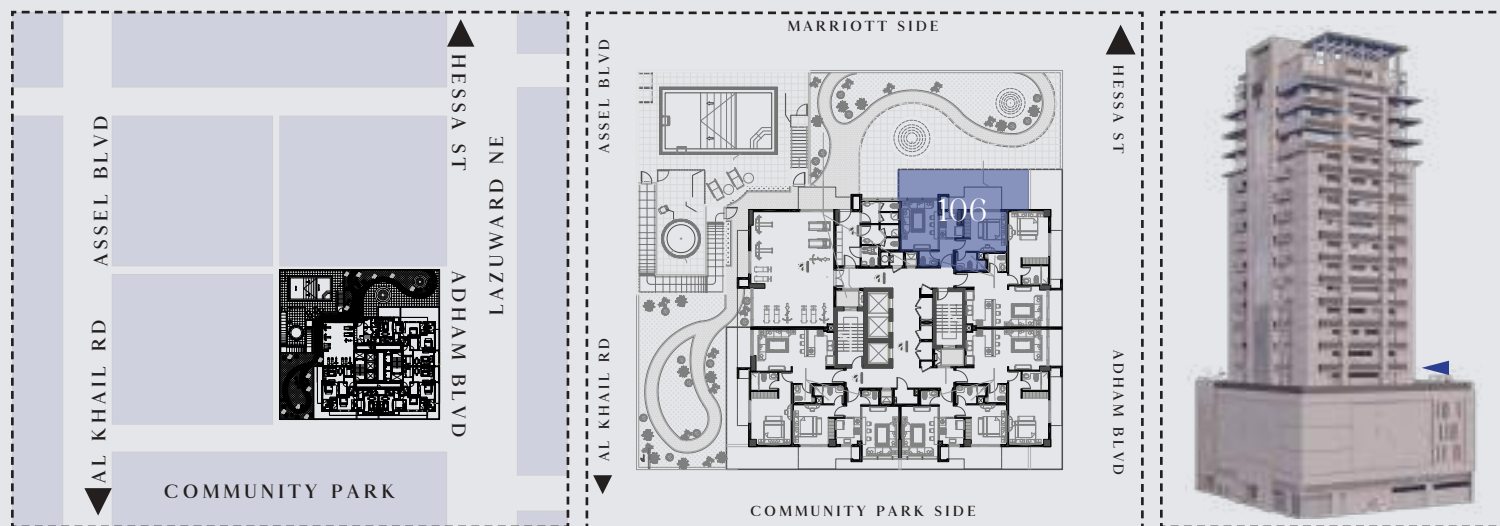 ASSEL BLVD
AL KHAIL RD
HESSA ST
ADHAM BLVD
LAZUWARD NE
COMMUNITY PARK
MARRIOTT SIDE
ASSEL BLVD
AL KHAIL RD
106
HESSA ST
ADHAM BLVD
COMMUNITY PARK SIDE